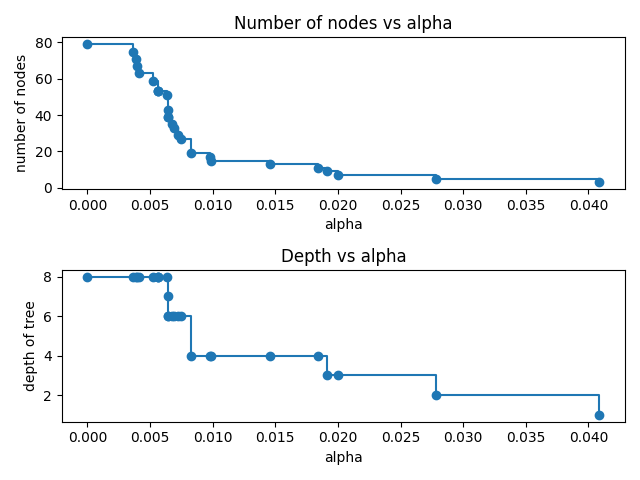 Number of nodes vs alpha
number of nodes
80
60
40
20
0
0.000 0.005 0.010 0.015 0.020 0.025 0.030 0.035 0.040
alpha
Depth vs alpha
depth of tree
8
6
4
2
0.000 0.005 0.010 0.015 0.020 0.025 0.030 0.035 0.040
alpha